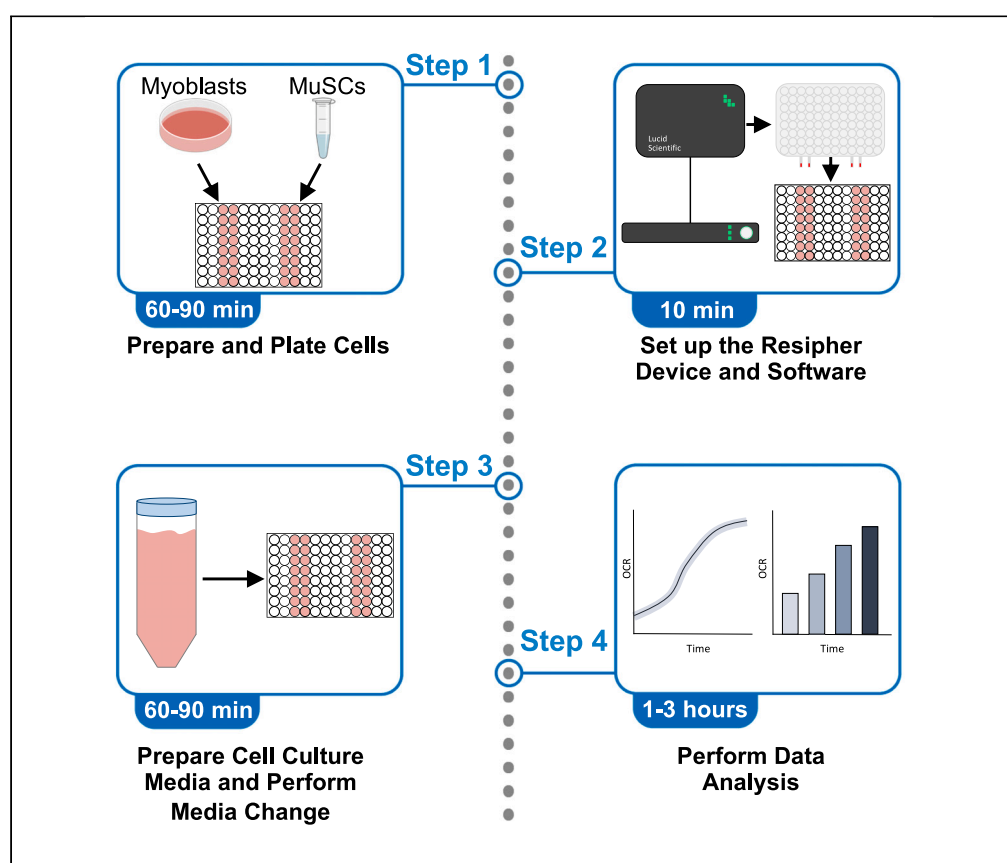 Step 1
Myoblasts
MuSCs
60-90 min
Prepare and Plate Cells
Step 2
Lucid
Scientific
10 min
Set up the Resipher
Device and Software
Step 3
60-90 min
Prepare Cell Culture
Media and Perform
Media Change
Step 4
OCR
Time
OCR
Time
1-3 hours
Perform Data
Analysis